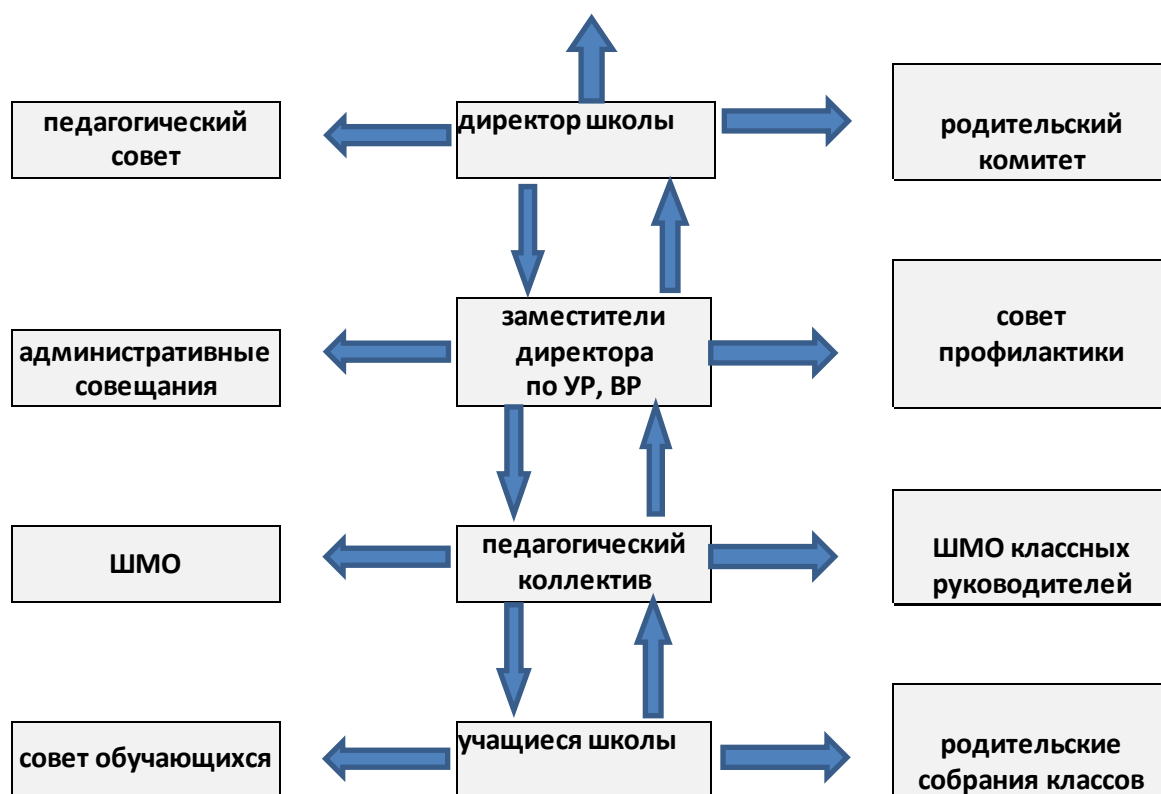 педагогический
совет
директор школы
родительский
комитет
административные
совещания
заместители
директора
по УР, ВР
совет
профилактики
ШМО
педагогический
коллектив
ШМО классных
руководителей
совет обучающихся
учащиеся школы
родительские
собрания классов